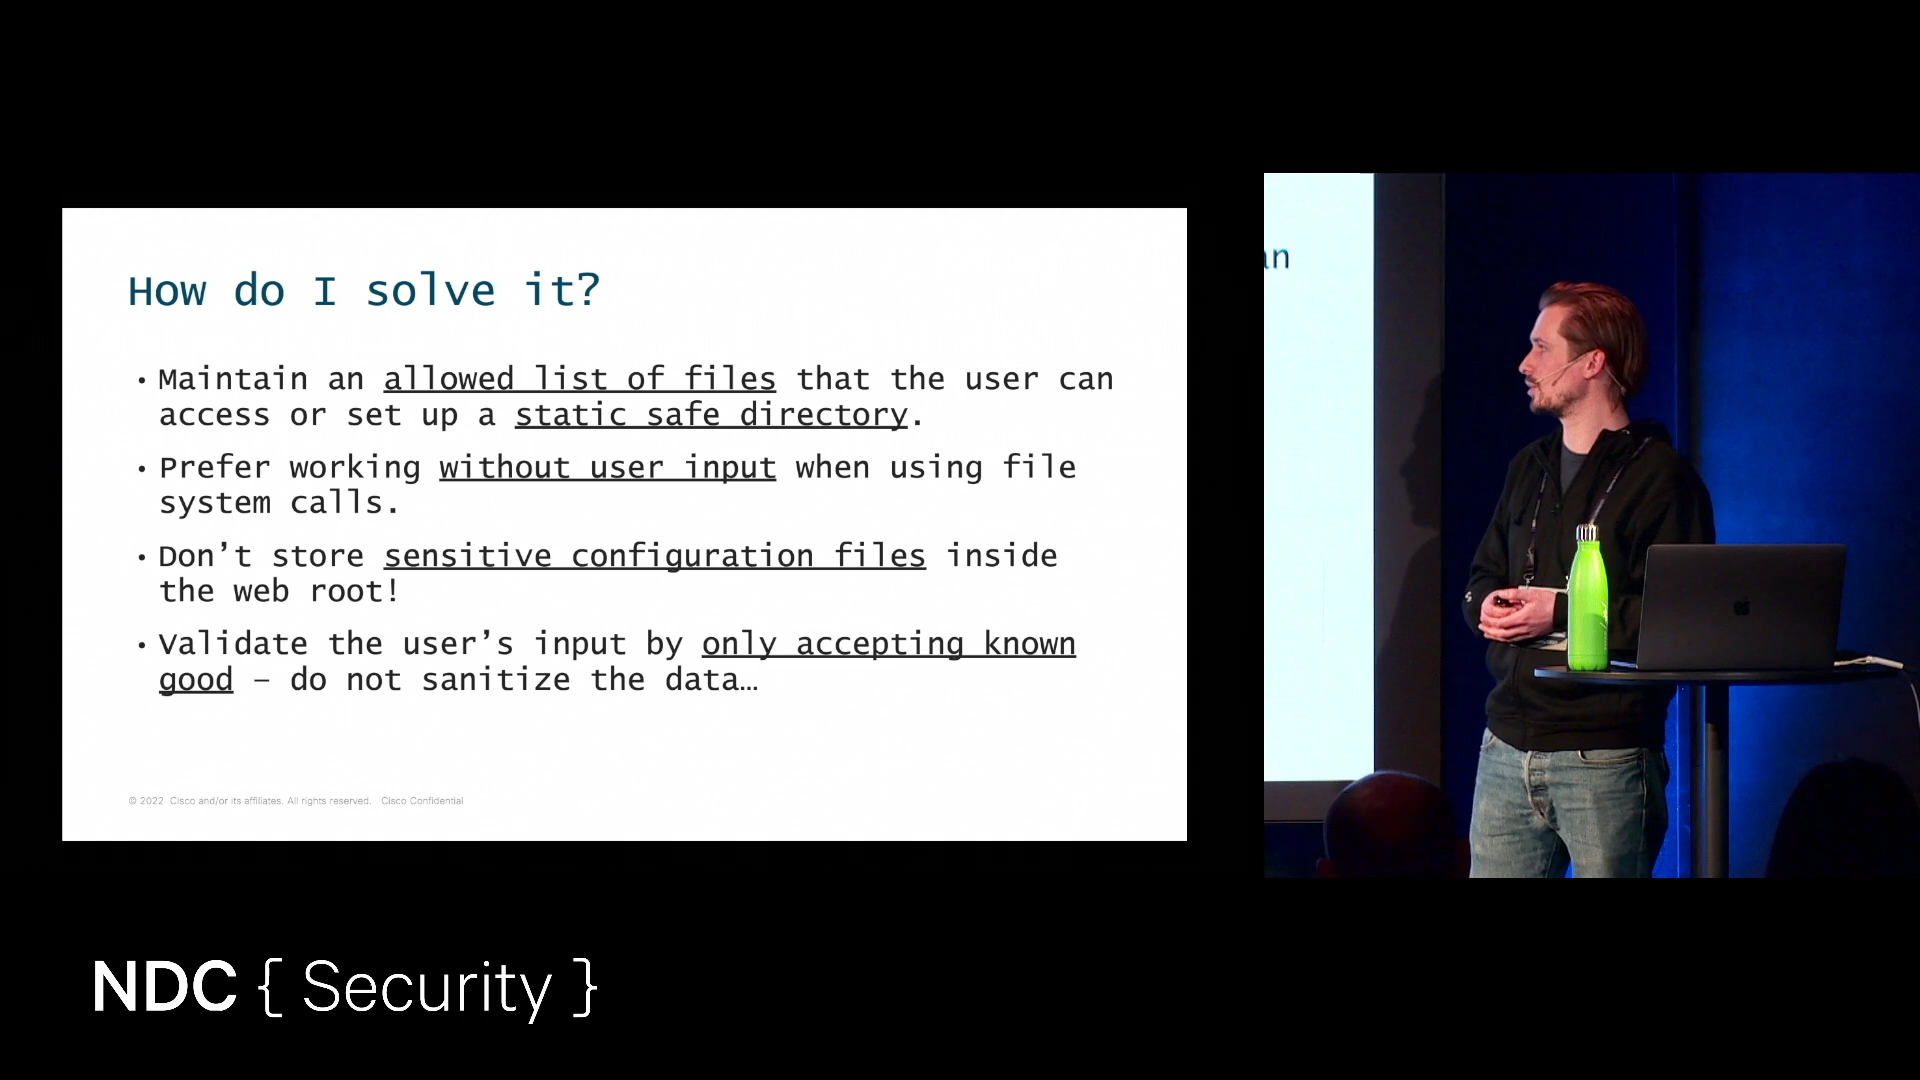 How do I solve it?
• Maintain an allowed list of files that the user can
access or set up a static safe directory.
• Prefer working without user input when using file
system calls.
• Don’t store sensitive configuration files inside
the web root!
• Validate the user’s input by only accepting known
good – do not sanitize the data…
© 2022 Cisco and/or its affiliates. All rights reserved. Cisco Confidential
an
NDC { Security }